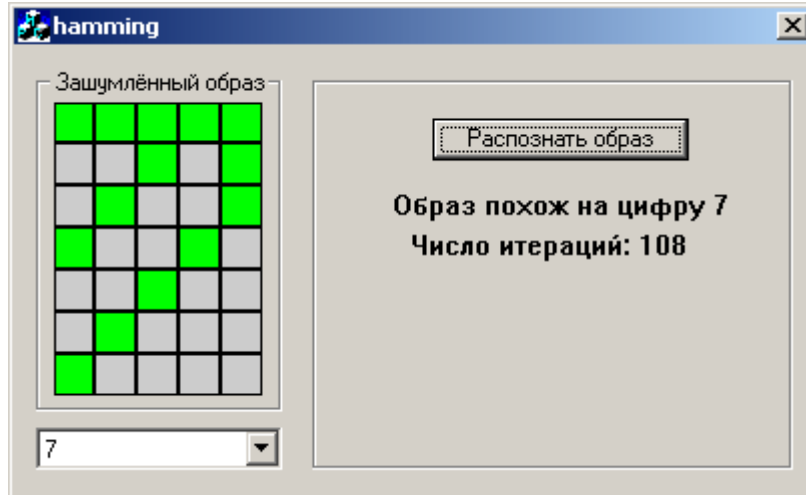 hamming
Зашумлённый образ
Распознать образ
Образ похож на цифру 7
Число итераций: 108
7